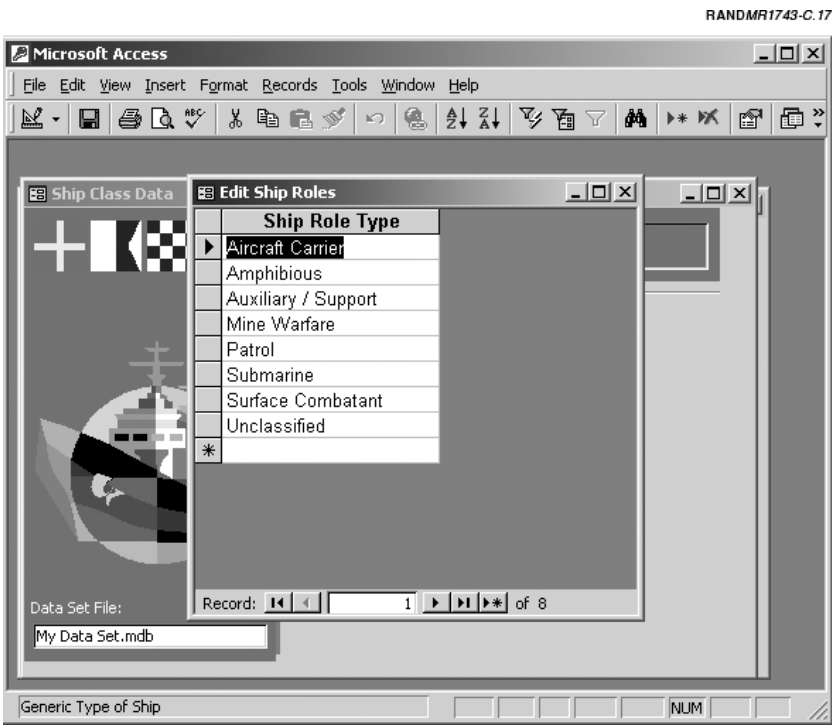 RANDMR1743-C.17
Microsoft Access
File Edit View Insert Format Records Tools Window Help
Ship Class Data
Edit Ship Roles
Ship Role Type
Aircraft Carrier
Amphibious
Auxiliary / Support
Mine Warfare
Patrol
Submarine
Surface Combatant
Unclassified
Record: 1 of 8
Data Set File:
My Data Set.mdb
Generic Type of Ship NUM